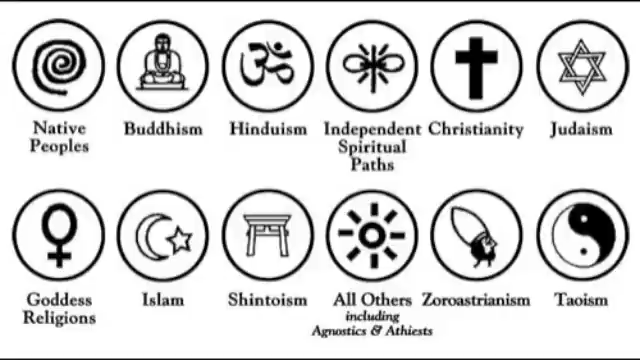 Native
Peoples
Buddhism
Hinduism
Independent
Spiritual
Paths
Christianity
Judaism
Goddess
Religions
Islam
Shintoism
All Others
including
Agnostics & Athiests
Zoroastrianism
Taoism